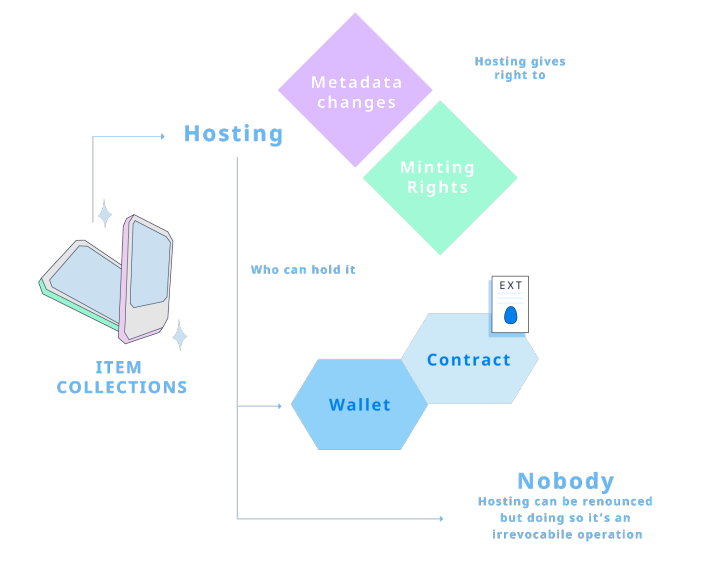 Metadata
changes
Hosting gives
right to
Hosting
Minting
Rights
Who can hold it
EXT
Contract
ITEM
COLLECTIONS
Wallet
Nobody
Hosting can be renounced
but doing so it's an
irrevocabile operation